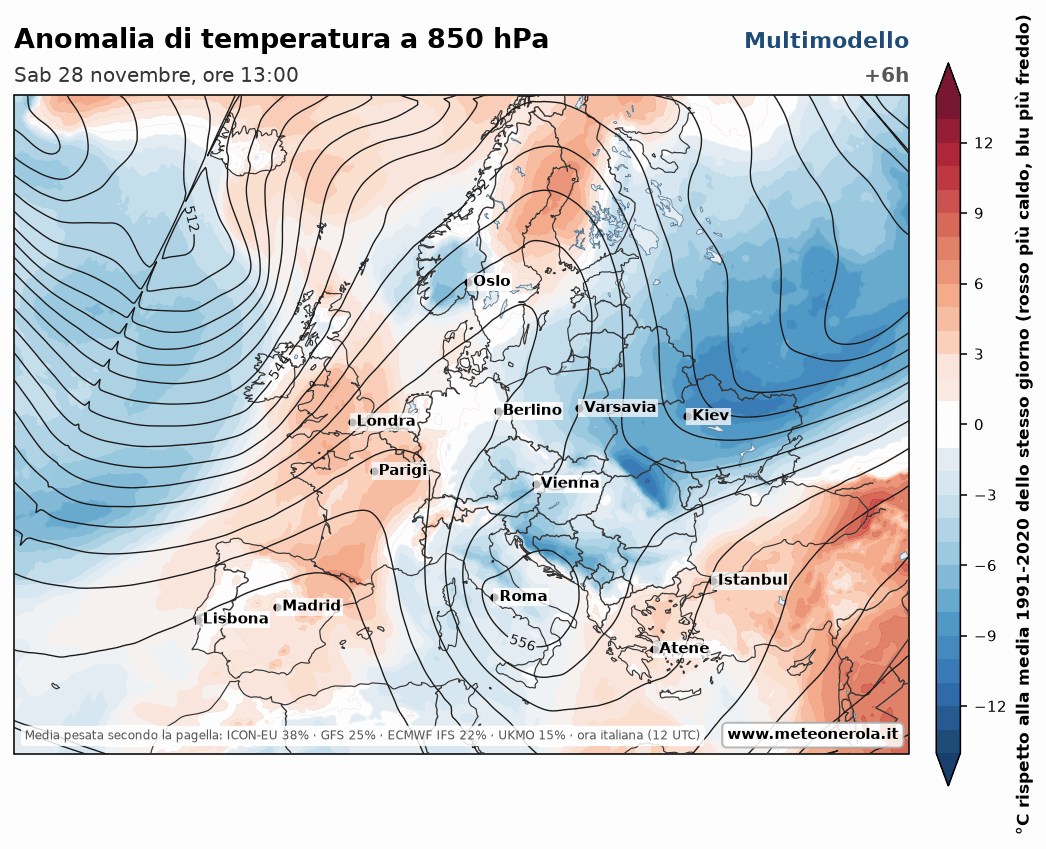 Anomalia di temperatura a 850 hPa
Multimodello
Sab 28 novembre, ore 13:00
+6h
512
552
Oslo
540
Berlino
Varsavia
Kiev
Londra
Parigi
Vienna
Istanbul
Roma
Madrid
Lisbona
556
Atene
Media pesata secondo la pagella: ICON-EU 38% · GFS 25% · ECMWF IFS 22% · UKMO 15% · ora italiana (12 UTC)
www.meteonerola.it
12
9
6
3
0
−3
−6
−9
−12
°C rispetto alla media 1991-2020 dello stesso giorno (rosso più caldo, blu più freddo)